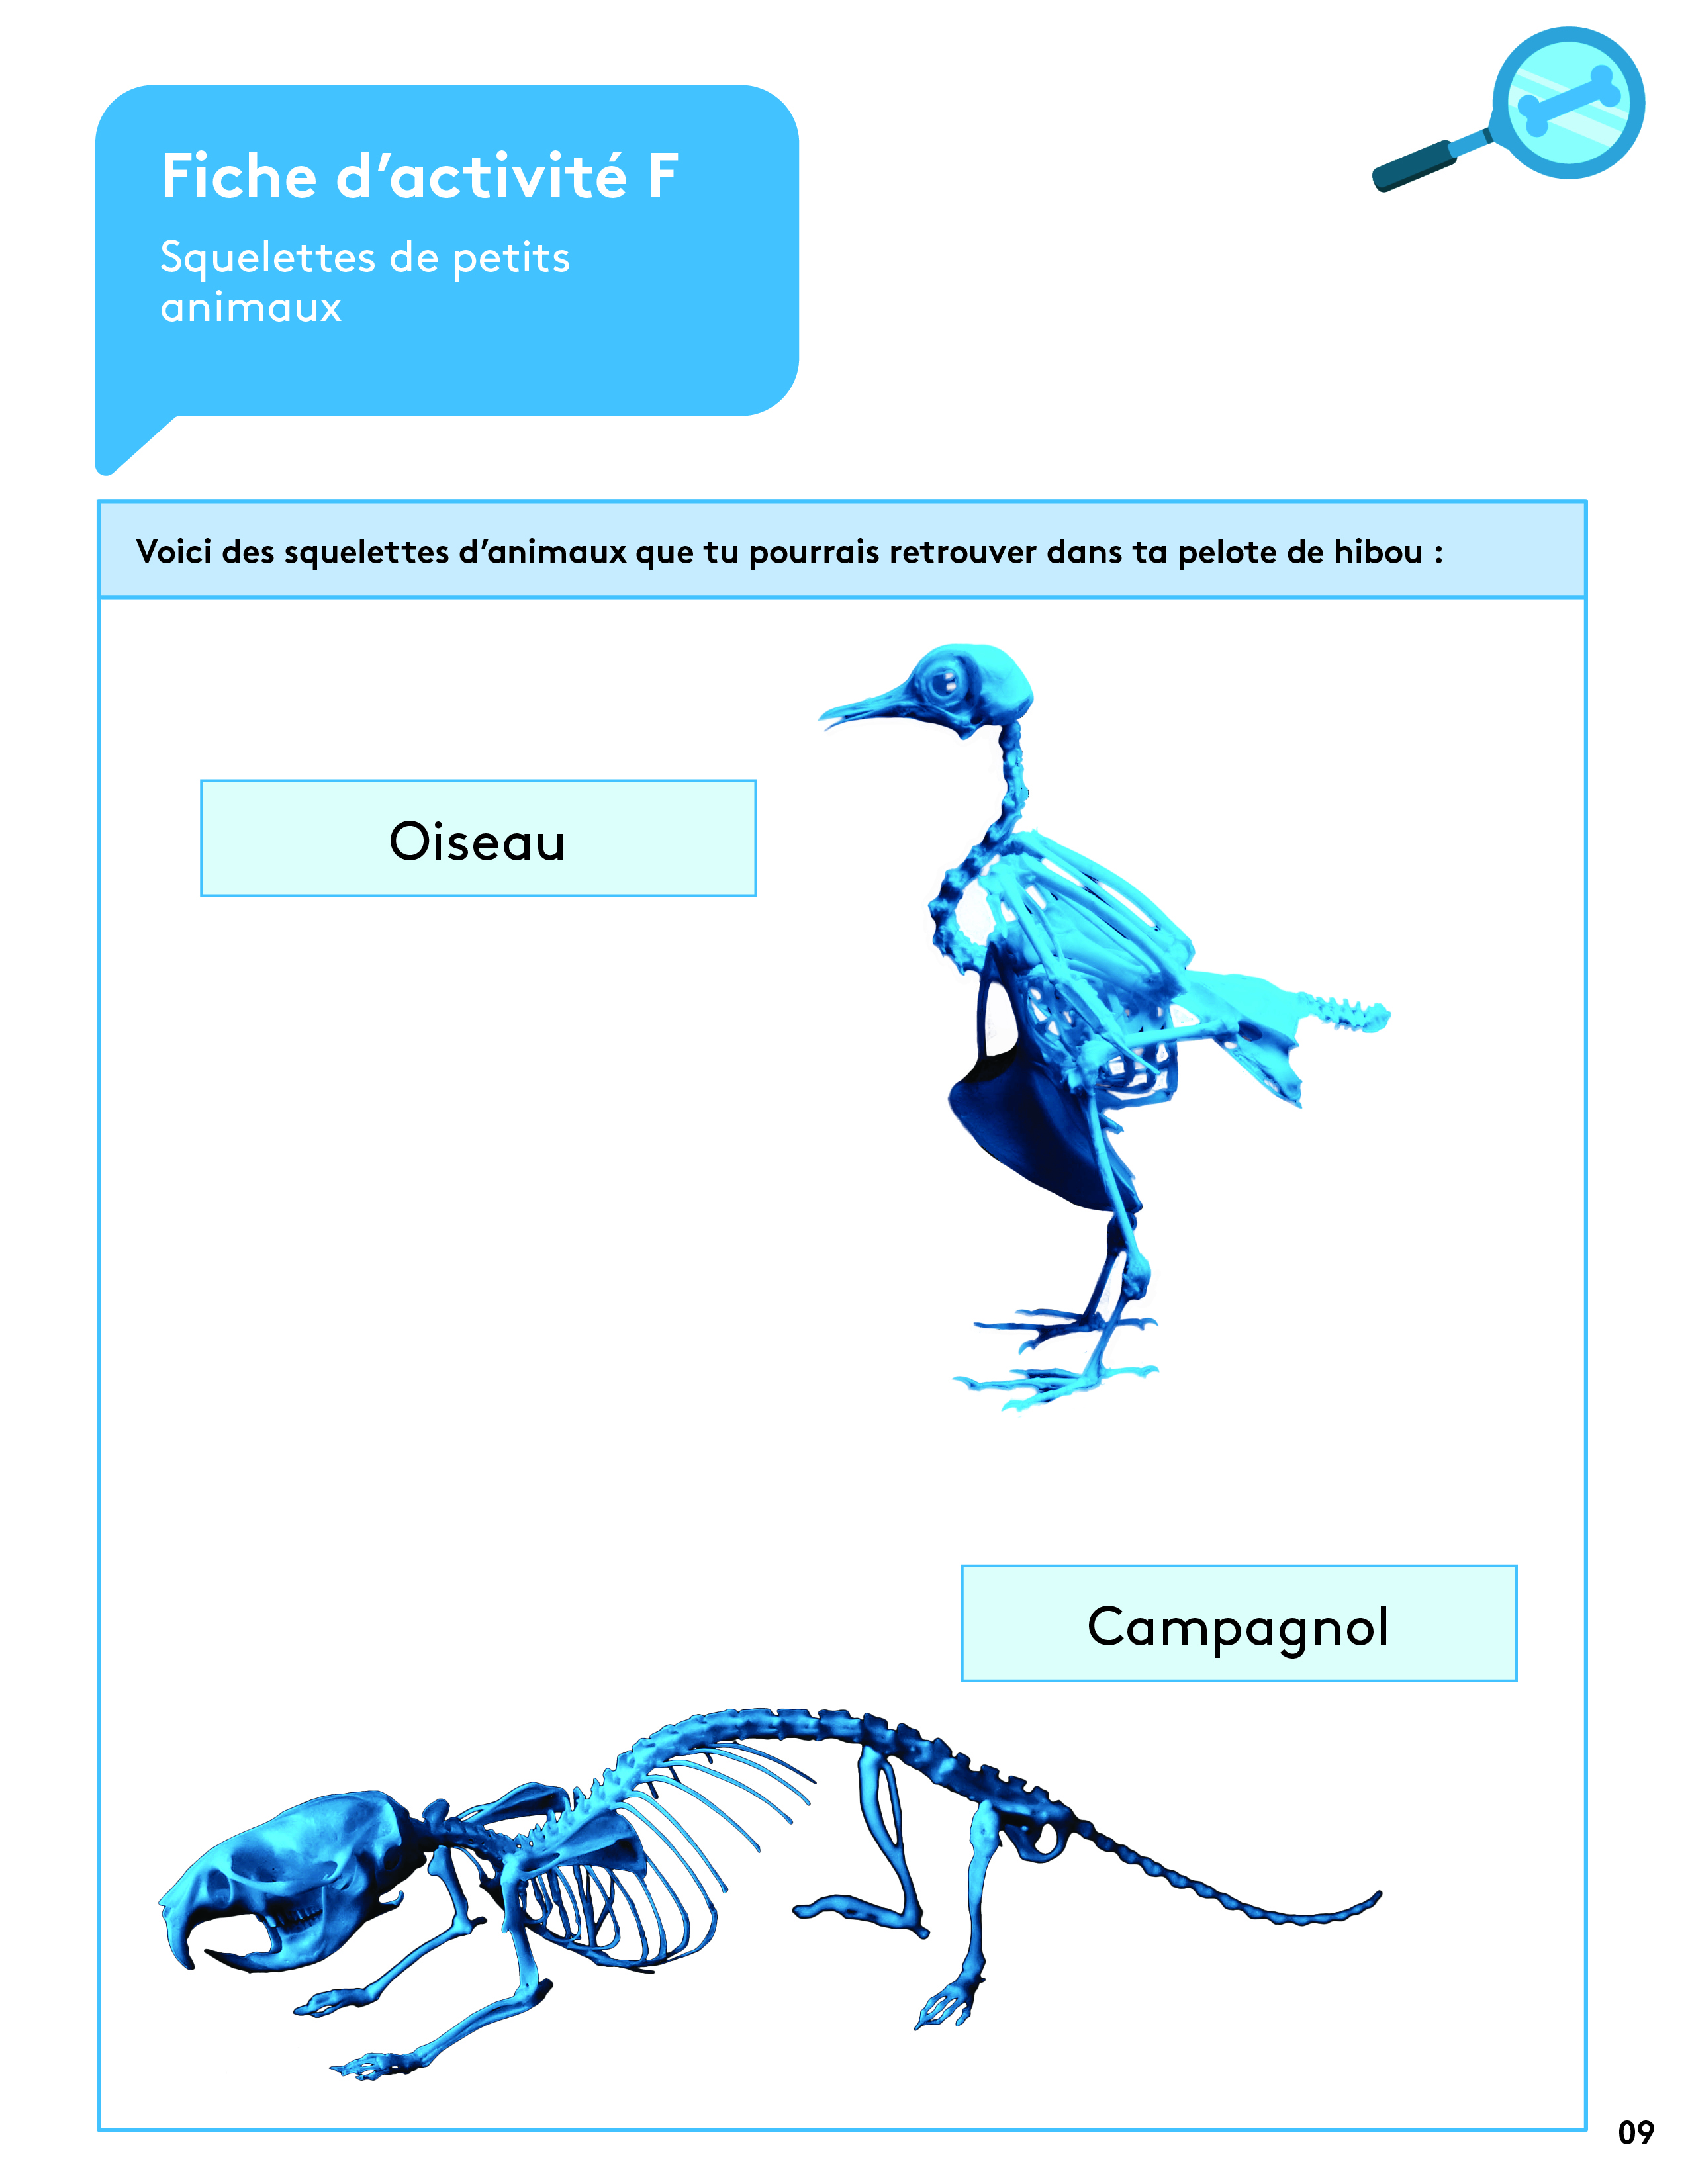 Fiche d’activité F
Squelettes de petits
animaux
Voici des squelettes d’animaux que tu pourrais retrouver dans ta pelote de hibou :
Oiseau
Campagnol
09